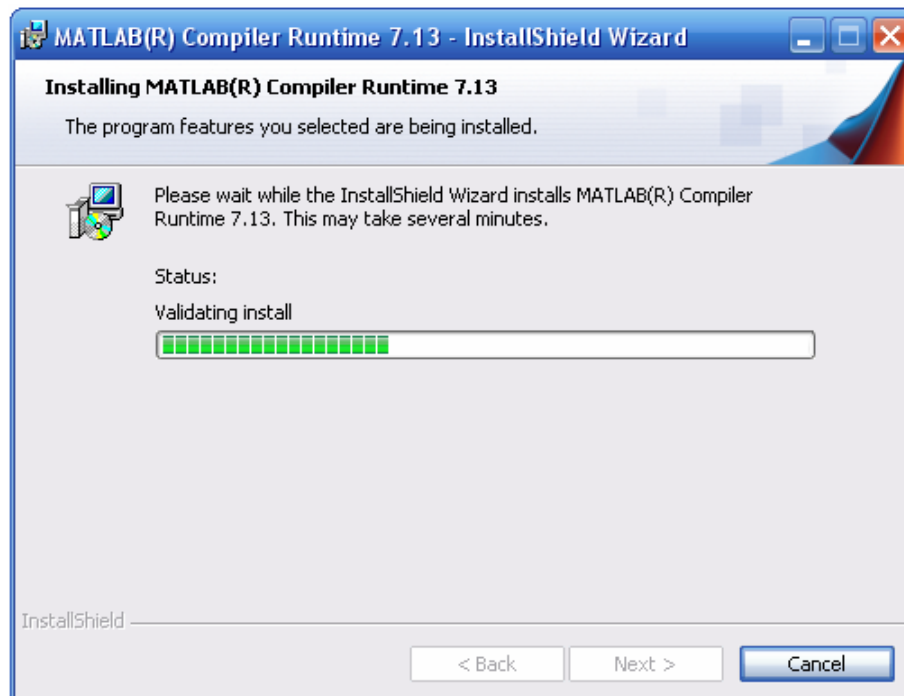 MATLAB(R) Compiler Runtime 7.13 - InstallShield Wizard
Installing MATLAB(R) Compiler Runtime 7.13
The program features you selected are being installed.
Please wait while the InstallShield Wizard installs MATLAB(R) Compiler
Runtime 7.13. This may take several minutes.
Status:
Validating install
InstallShield
< Back
Next >
Cancel